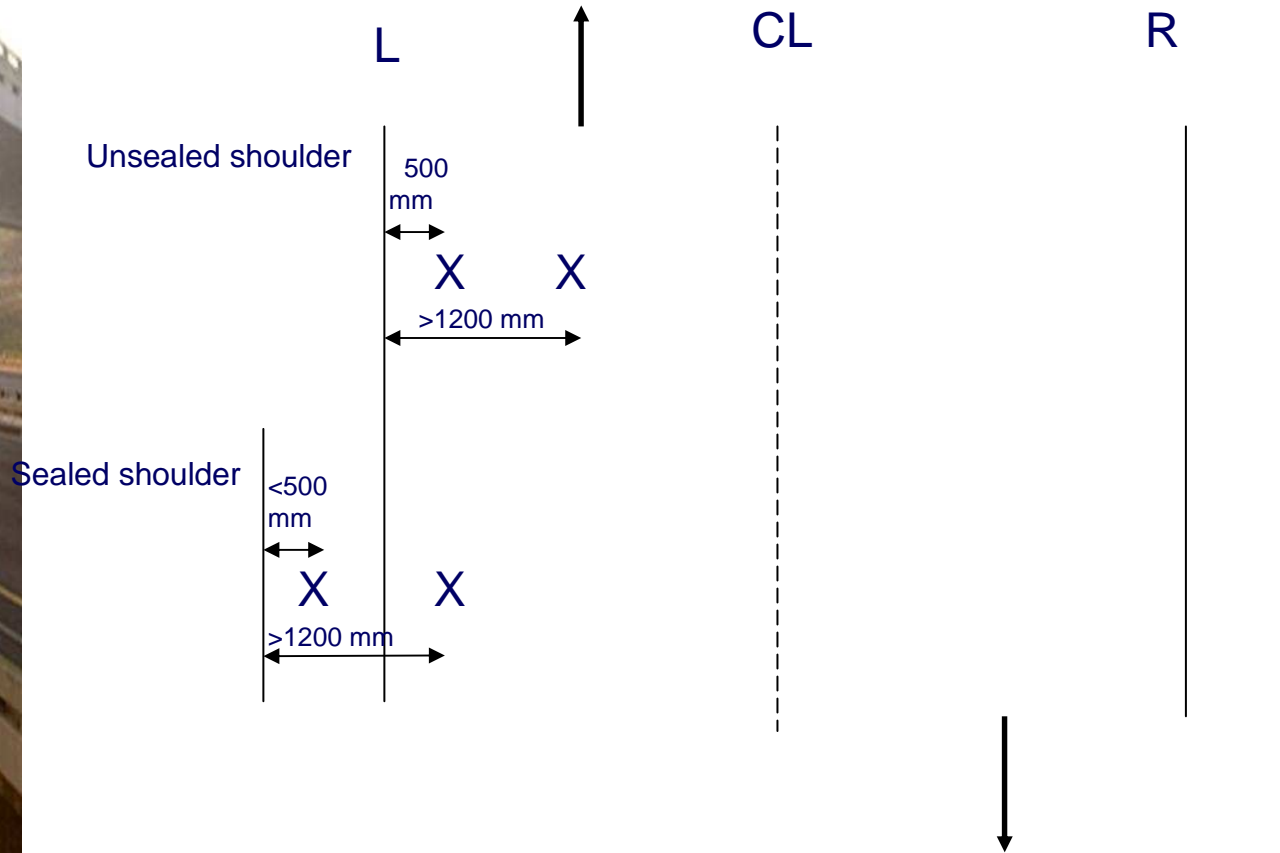 L
CL
R
Unsealed shoulder
500
mm
X X
>1200 mm
Sealed shoulder
<500
mm
X X
>1200 mm